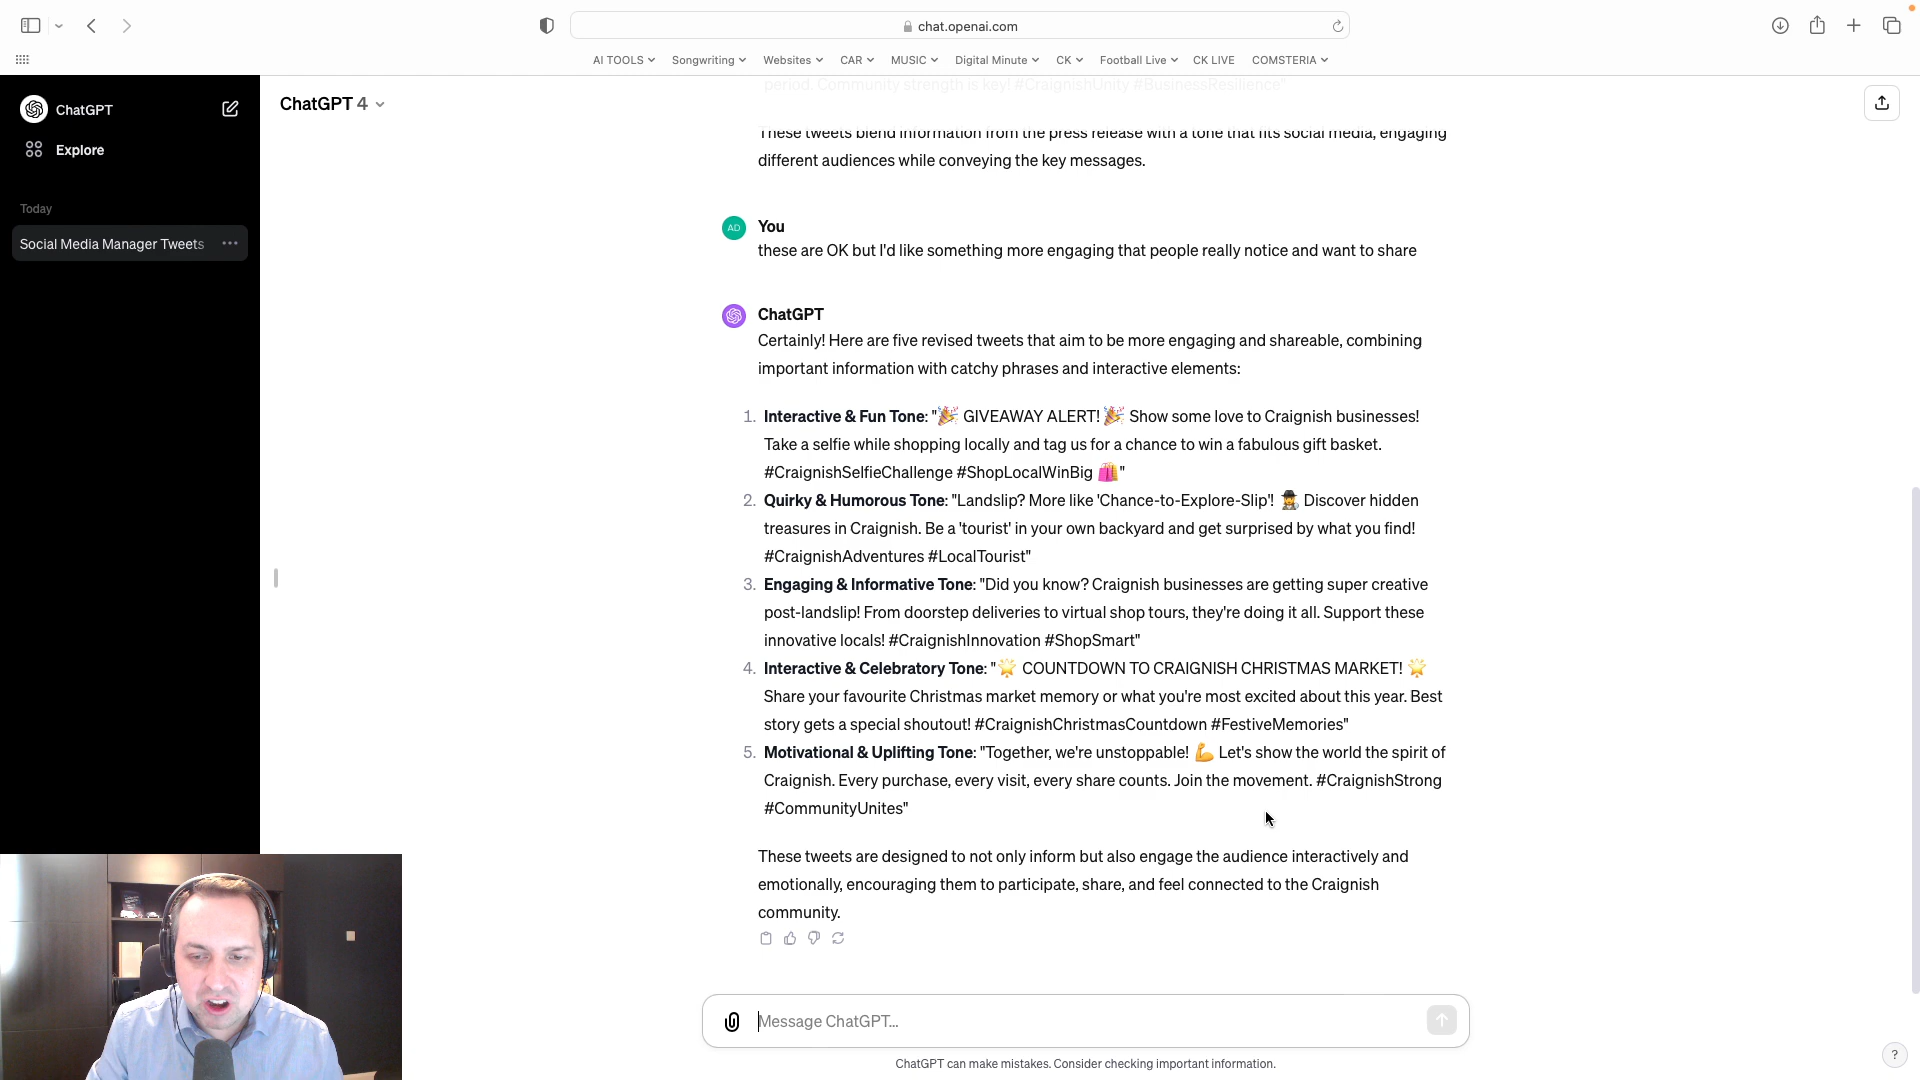 chat.openai.com
AI TOOLS Songwriting Websites CAR MUSIC Digital Minute CK Football Live CK LIVE COMSTERIA
ChatGPT
Explore
Today
Social Media Manager Tweets
ChatGPT 4
period. Community strength is key! #CraignishUnity #BusinessResilience"
These tweets blend information from the press release with a tone that fits social media, engaging
different audiences while conveying the key messages.
AD
You
these are OK but I'd like something more engaging that people really notice and want to share
ChatGPT
Certainly! Here are five revised tweets that aim to be more engaging and shareable, combining
important information with catchy phrases and interactive elements:
1. Interactive & Fun Tone: "🎉 GIVEAWAY ALERT! 🎉 Show some love to Craignish businesses!
Take a selfie while shopping locally and tag us for a chance to win a fabulous gift basket.
#CraignishSelfieChallenge #ShopLocalWinBig 🛍️"
2. Quirky & Humorous Tone: "Landslip? More like 'Chance-to-Explore-Slip'! 🕵️ Discover hidden
treasures in Craignish. Be a 'tourist' in your own backyard and get surprised by what you find!
#CraignishAdventures #LocalTourist"
3. Engaging & Informative Tone: "Did you know? Craignish businesses are getting super creative
post-landslip! From doorstep deliveries to virtual shop tours, they're doing it all. Support these
innovative locals! #CraignishInnovation #ShopSmart"
4. Interactive & Celebratory Tone: "🌟 COUNTDOWN TO CRAIGNISH CHRISTMAS MARKET! 🌟
Share your favourite Christmas market memory or what you're most excited about this year. Best
story gets a special shoutout! #CraignishChristmasCountdown #FestiveMemories"
5. Motivational & Uplifting Tone: "Together, we're unstoppable! 💪 Let's show the world the spirit of
Craignish. Every purchase, every visit, every share counts. Join the movement. #CraignishStrong
#CommunityUnites"
These tweets are designed to not only inform but also engage the audience interactively and
emotionally, encouraging them to participate, share, and feel connected to the Craignish
community.
Message ChatGPT...
ChatGPT can make mistakes. Consider checking important information.
?